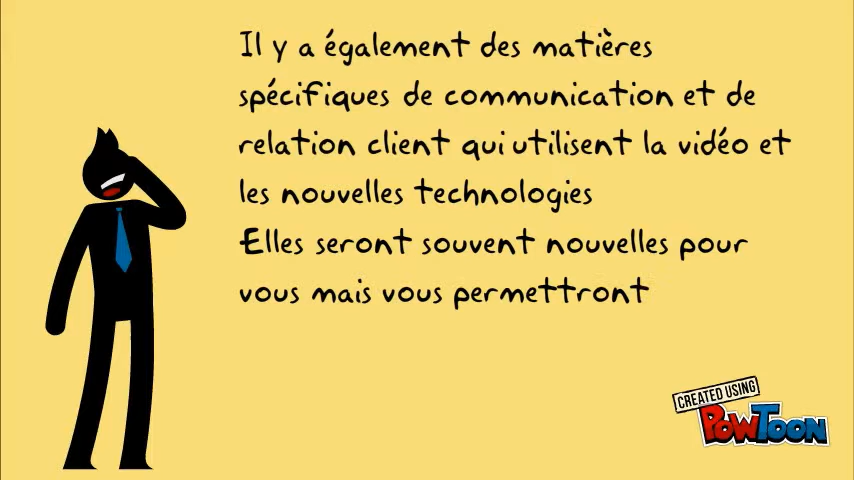 Il y a également des matières
spécifiques de communication et de
relation client qui utilisent la vidéo et
les nouvelles technologies
Elles seront souvent nouvelles pour
vous mais vous permettront
CREATED USING
POWTOON